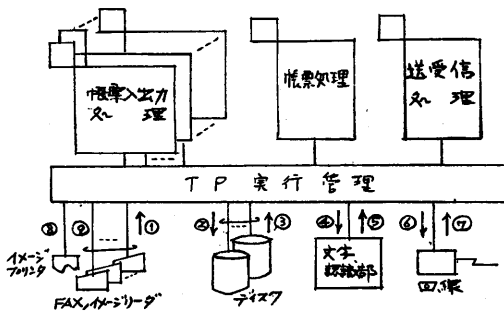 帳票入出力
処理
帳票処理
送受信
処理
TP実行管理
⑧
⑨
①
②
③
④
⑤
⑥
⑦
イメージ
プリンタ
FAX,イメージリーダ
ディスク
文字
認識部
回線